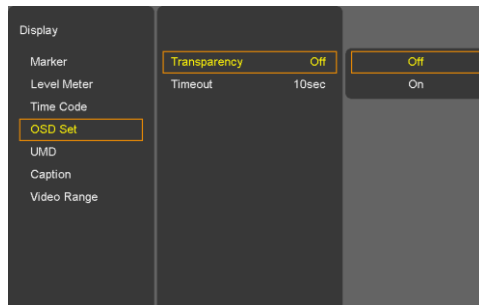 Display
Marker
Level Meter
Time Code
OSD Set
UMD
Caption
Video Range
Transparency Off
Timeout 10sec
Off
On